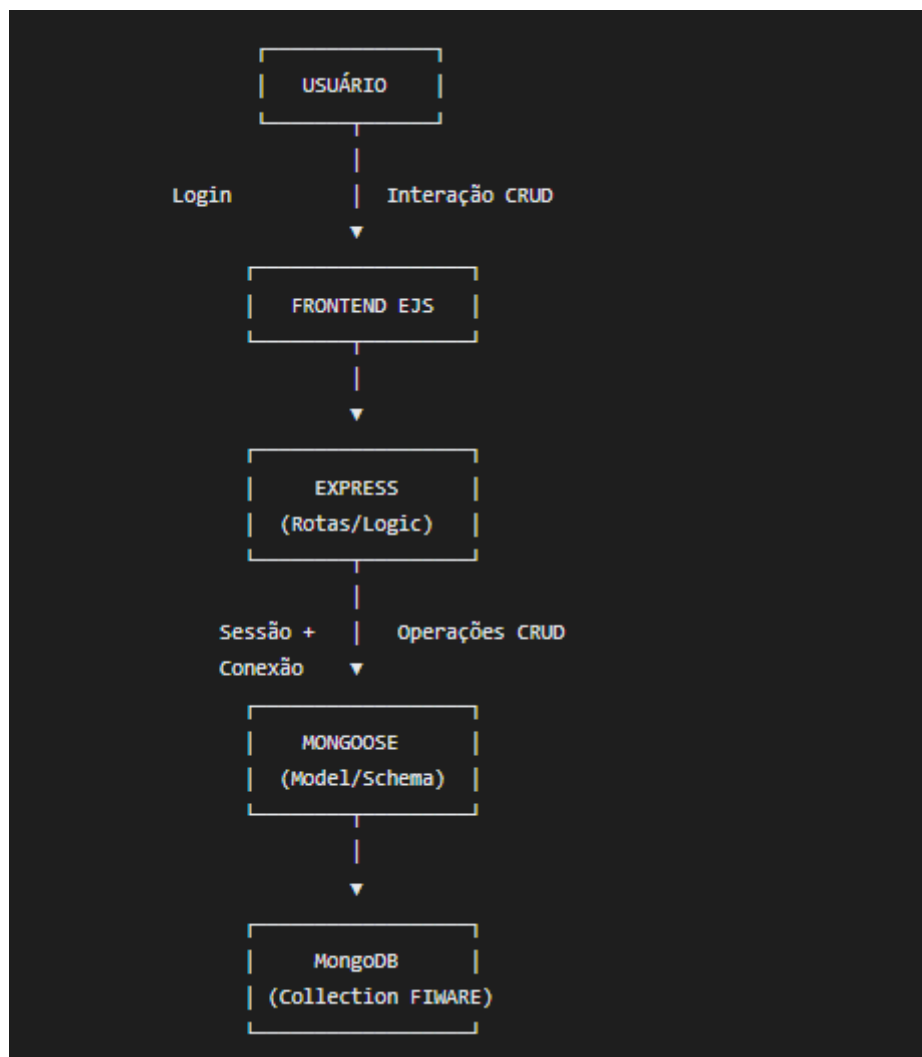 USUÁRIO
Login Interação CRUD
FRONTEND EJS
EXPRESS
(Rotas/Logic)
Sessão + Operações CRUD
Conexão
MONGOOSE
(Model/Schema)
MongoDB
(Collection FIWARE)